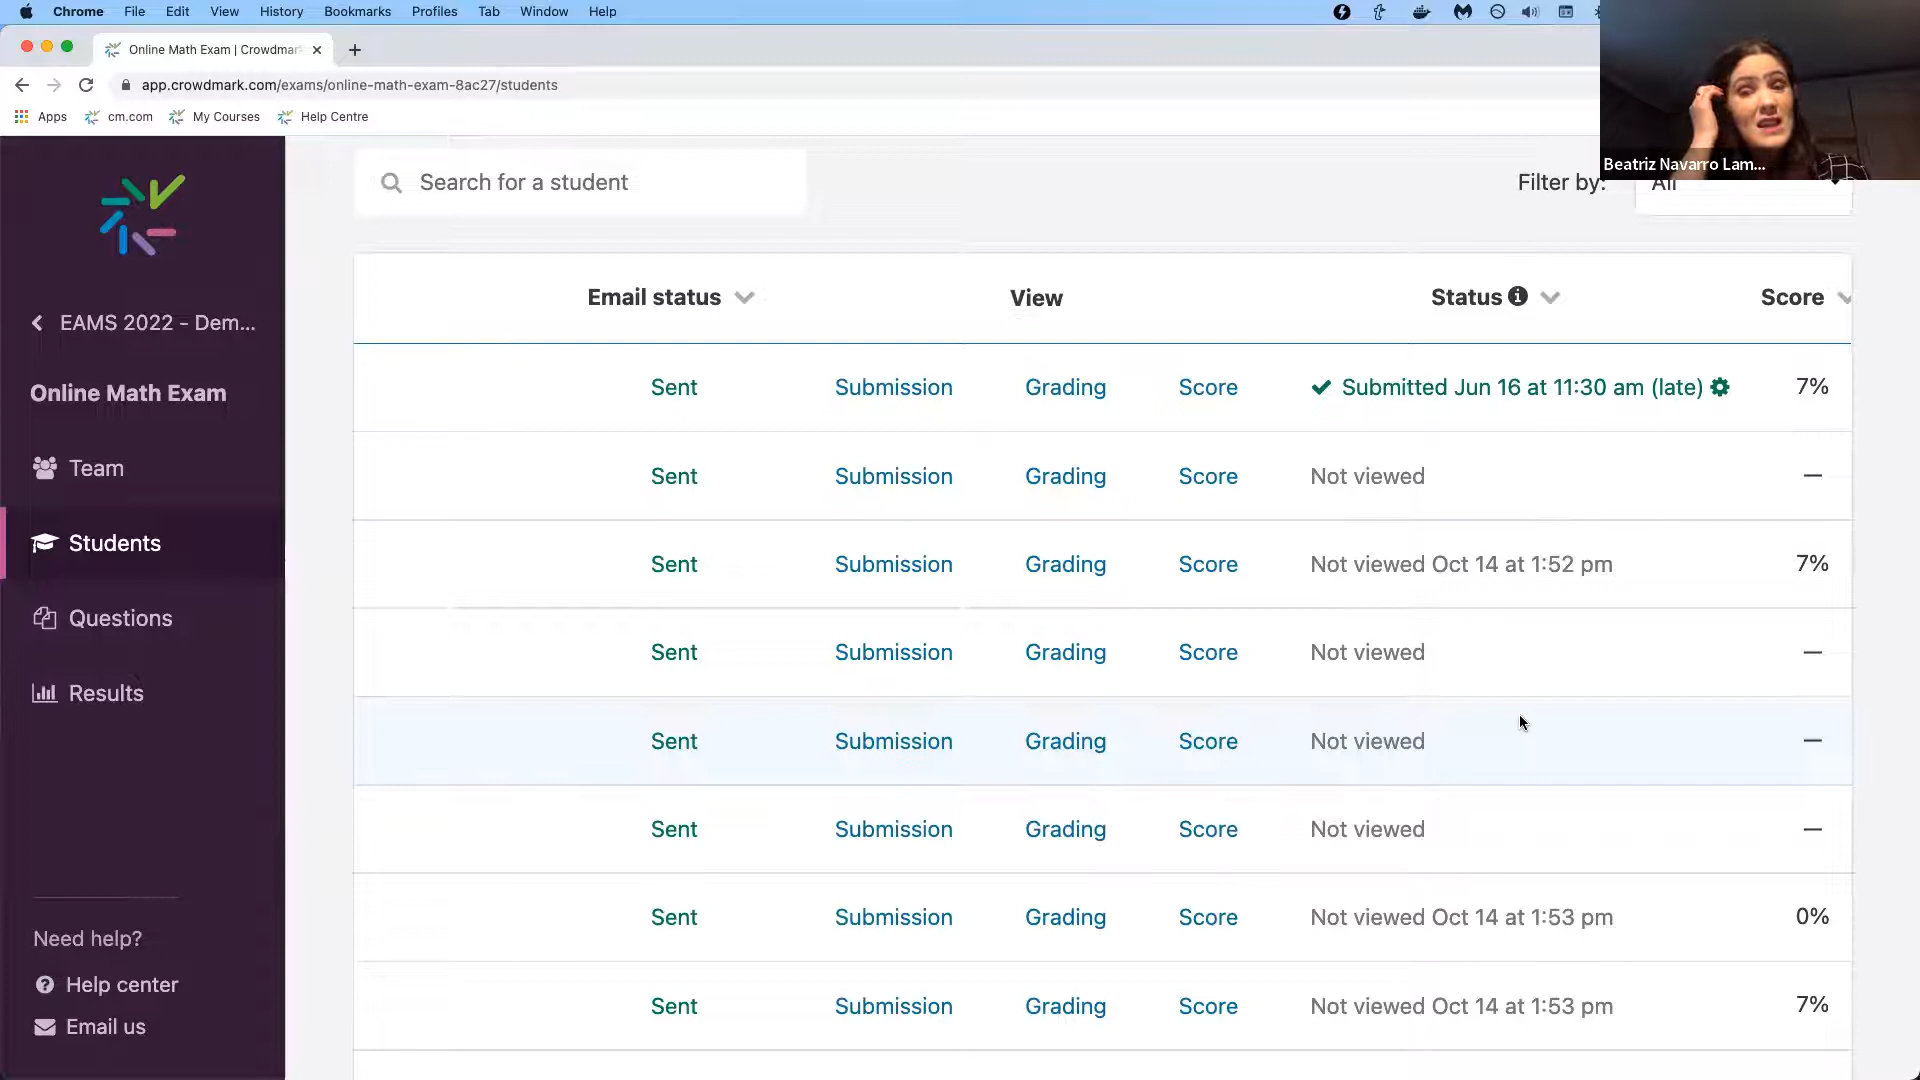 Chrome File Edit View History Bookmarks Profiles Tab Window Help
Online Math Exam | Crowdmar
app.crowdmark.com/exams/online-math-exam-8ac27/students
Apps cm.com My Courses Help Centre
Beatriz Navarro Lam...
Search for a student
Filter by: All
EAMS 2022 - Dem...
Online Math Exam
Team
Students
Questions
Results
Need help?
Help center
Email us
Email status View Status Score
Sent Submission Grading Score Submitted Jun 16 at 11:30 am (late) 7%
Sent Submission Grading Score Not viewed —
Sent Submission Grading Score Not viewed Oct 14 at 1:52 pm 7%
Sent Submission Grading Score Not viewed —
Sent Submission Grading Score Not viewed —
Sent Submission Grading Score Not viewed —
Sent Submission Grading Score Not viewed Oct 14 at 1:53 pm 0%
Sent Submission Grading Score Not viewed Oct 14 at 1:53 pm 7%